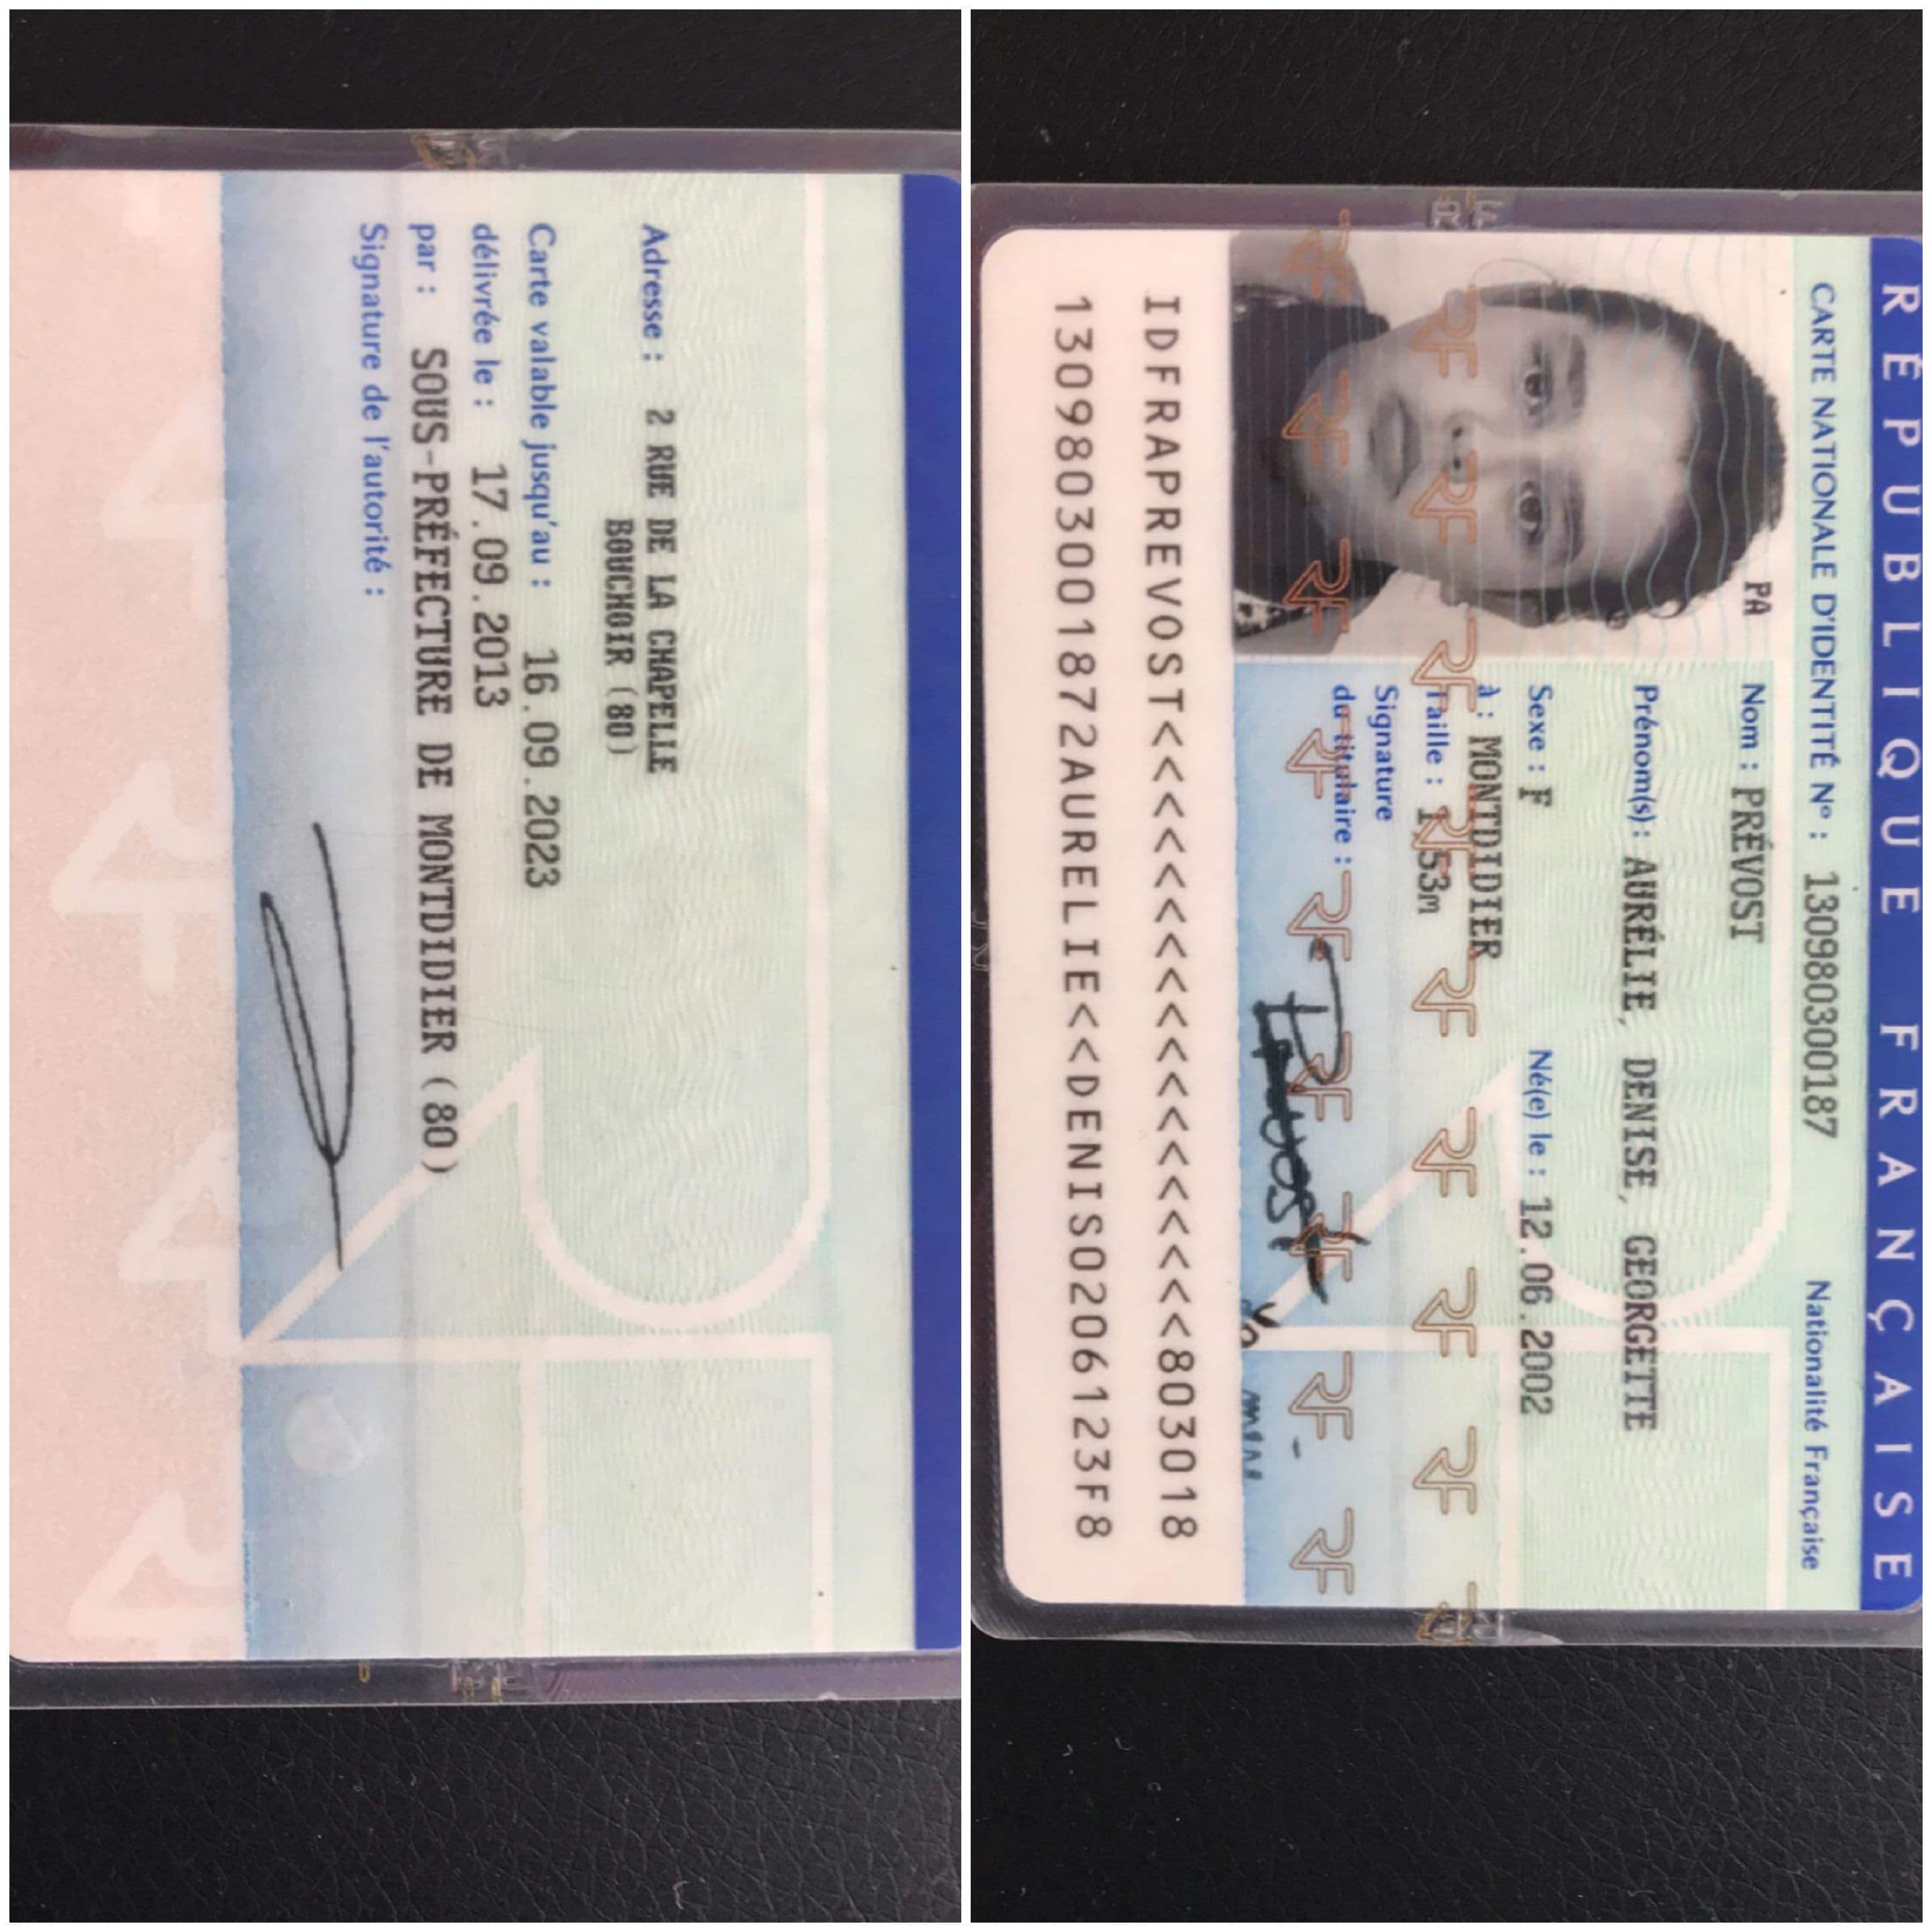 Adresse : 2 RUE DE LA CHAPELLE
BOUCHOIR (80)
Carte valable jusqu'au : 16.09.2023
délivrée le : 17.09.2013
par : SOUS-PRÉFECTURE DE MONTDIDIER (80)
Signature de l'autorité :
RÉPUBLIQUE FRANÇAISE
CARTE NATIONALE D'IDENTITÉ N° : 130980300187 Nationalité Française
PA
Nom : PRÉVOST
Prénom(s) : AURÉLIE, DENISE, GEORGETTE
Sexe : F Né(e) le : 12.06.2002
à : MONTDIDIER
Taille : 1,53m
Signature
du titulaire :
Prévost
IDFRAPREVOST<<<<<<<<<<<<<<<<<<803018
1309803001872AURELIE<<DENIS0206123F8